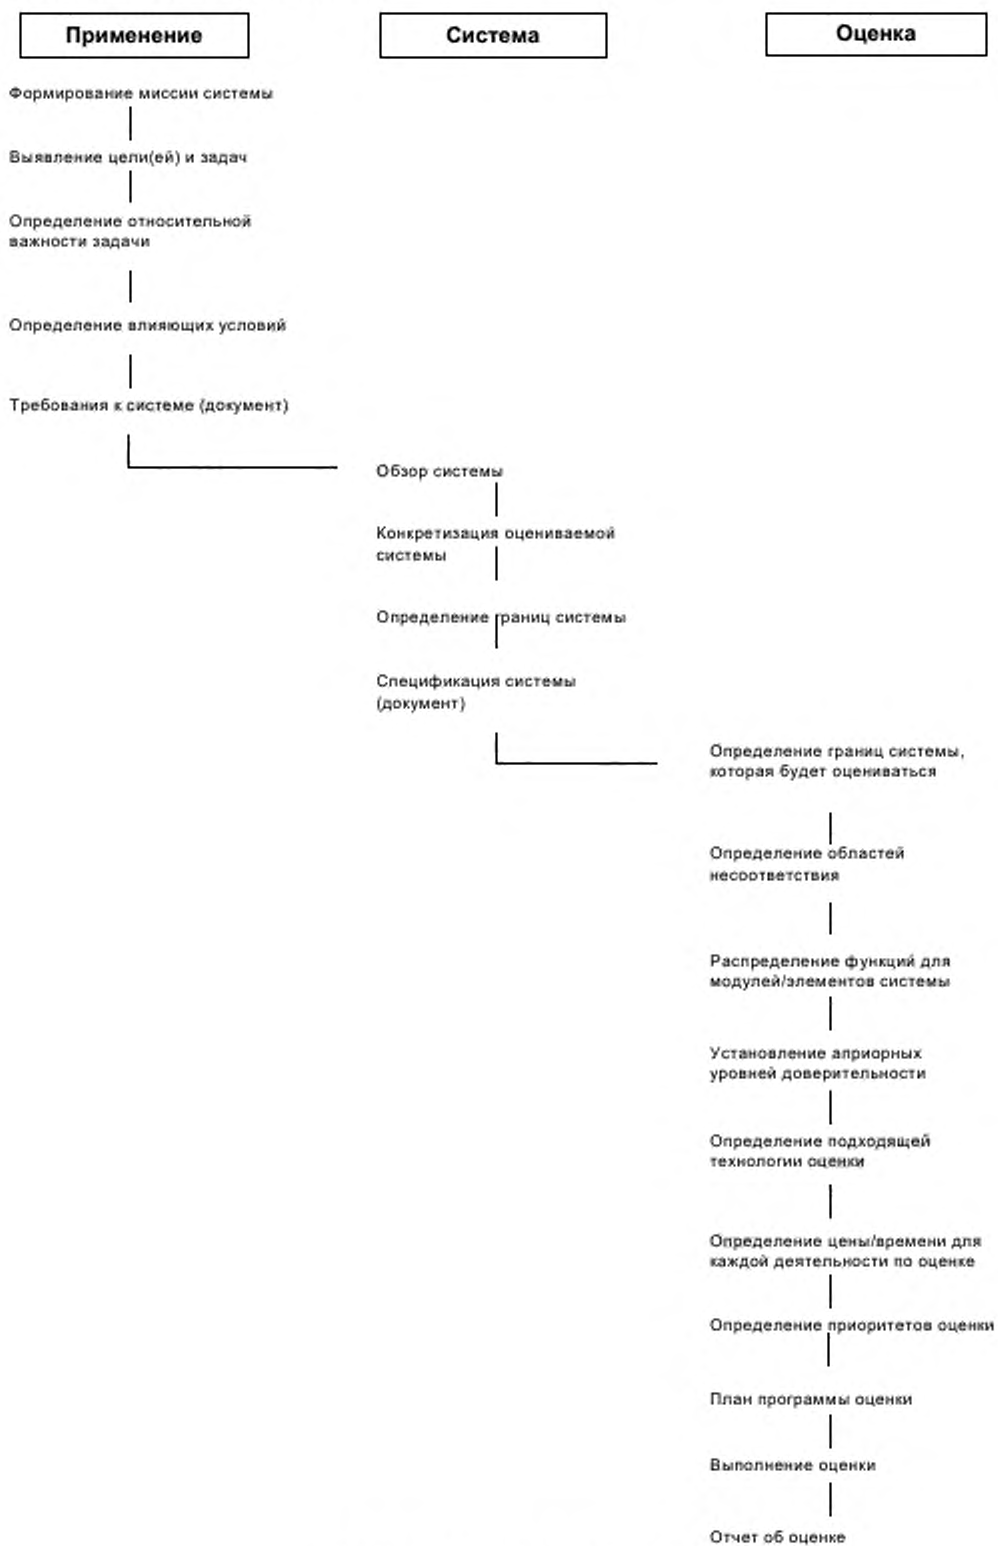 Применение
Система
Оценка
Формирование миссии системы
Выявление цели(ей) и задач
Определение относительной
важности задачи
Определение влияющих условий
Требования к системе (документ)
Обзор системы
Конкретизация оцениваемой
системы
Определение границ системы
Спецификация системы
(документ)
Определение границ системы,
которая будет оцениваться
Определение областей
несоответствия
Распределение функций для
модулей/элементов системы
Установление априорных
уровней доверительности
Определение подходящей
технологии оценки
Определение цены/времени для
каждой деятельности по оценке
Определение приоритетов оценки
План программы оценки
Выполнение оценки
Отчет об оценке